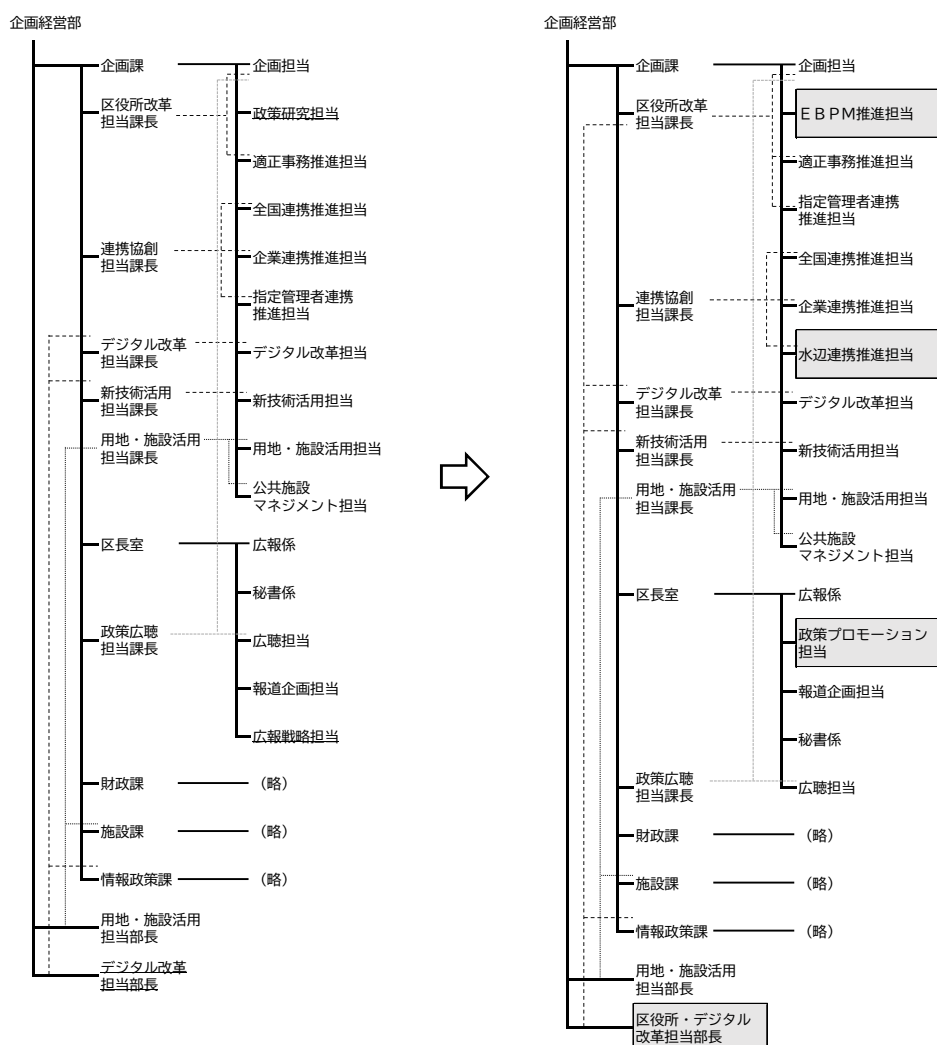 企画経営部
企画課
企画担当
区役所改革
担当課長
政策研究担当
適正事務推進担当
全国連携推進担当
連携協創
担当課長
企業連携推進担当
指定管理者連携
推進担当
デジタル改革
担当課長
デジタル改革担当
新技術活用
担当課長
新技術活用担当
用地・施設活用
担当課長
用地・施設活用担当
公共施設
マネジメント担当
区長室
広報係
秘書係
政策広聴
担当課長
広聴担当
報道企画担当
広報戦略担当
財政課
(略)
施設課
(略)
情報政策課
(略)
用地・施設活用
担当部長
デジタル改革
担当部長
企画経営部
企画課
企画担当
区役所改革
担当課長
EBPM推進担当
適正事務推進担当
指定管理者連携
推進担当
全国連携推進担当
連携協創
担当課長
企業連携推進担当
水辺連携推進担当
デジタル改革
担当課長
デジタル改革担当
新技術活用
担当課長
新技術活用担当
用地・施設活用
担当課長
用地・施設活用担当
公共施設
マネジメント担当
区長室
広報係
政策プロモーション
担当
報道企画担当
秘書係
政策広聴
担当課長
広聴担当
財政課
(略)
施設課
(略)
情報政策課
(略)
用地・施設活用
担当部長
区役所・デジタル
改革担当部長